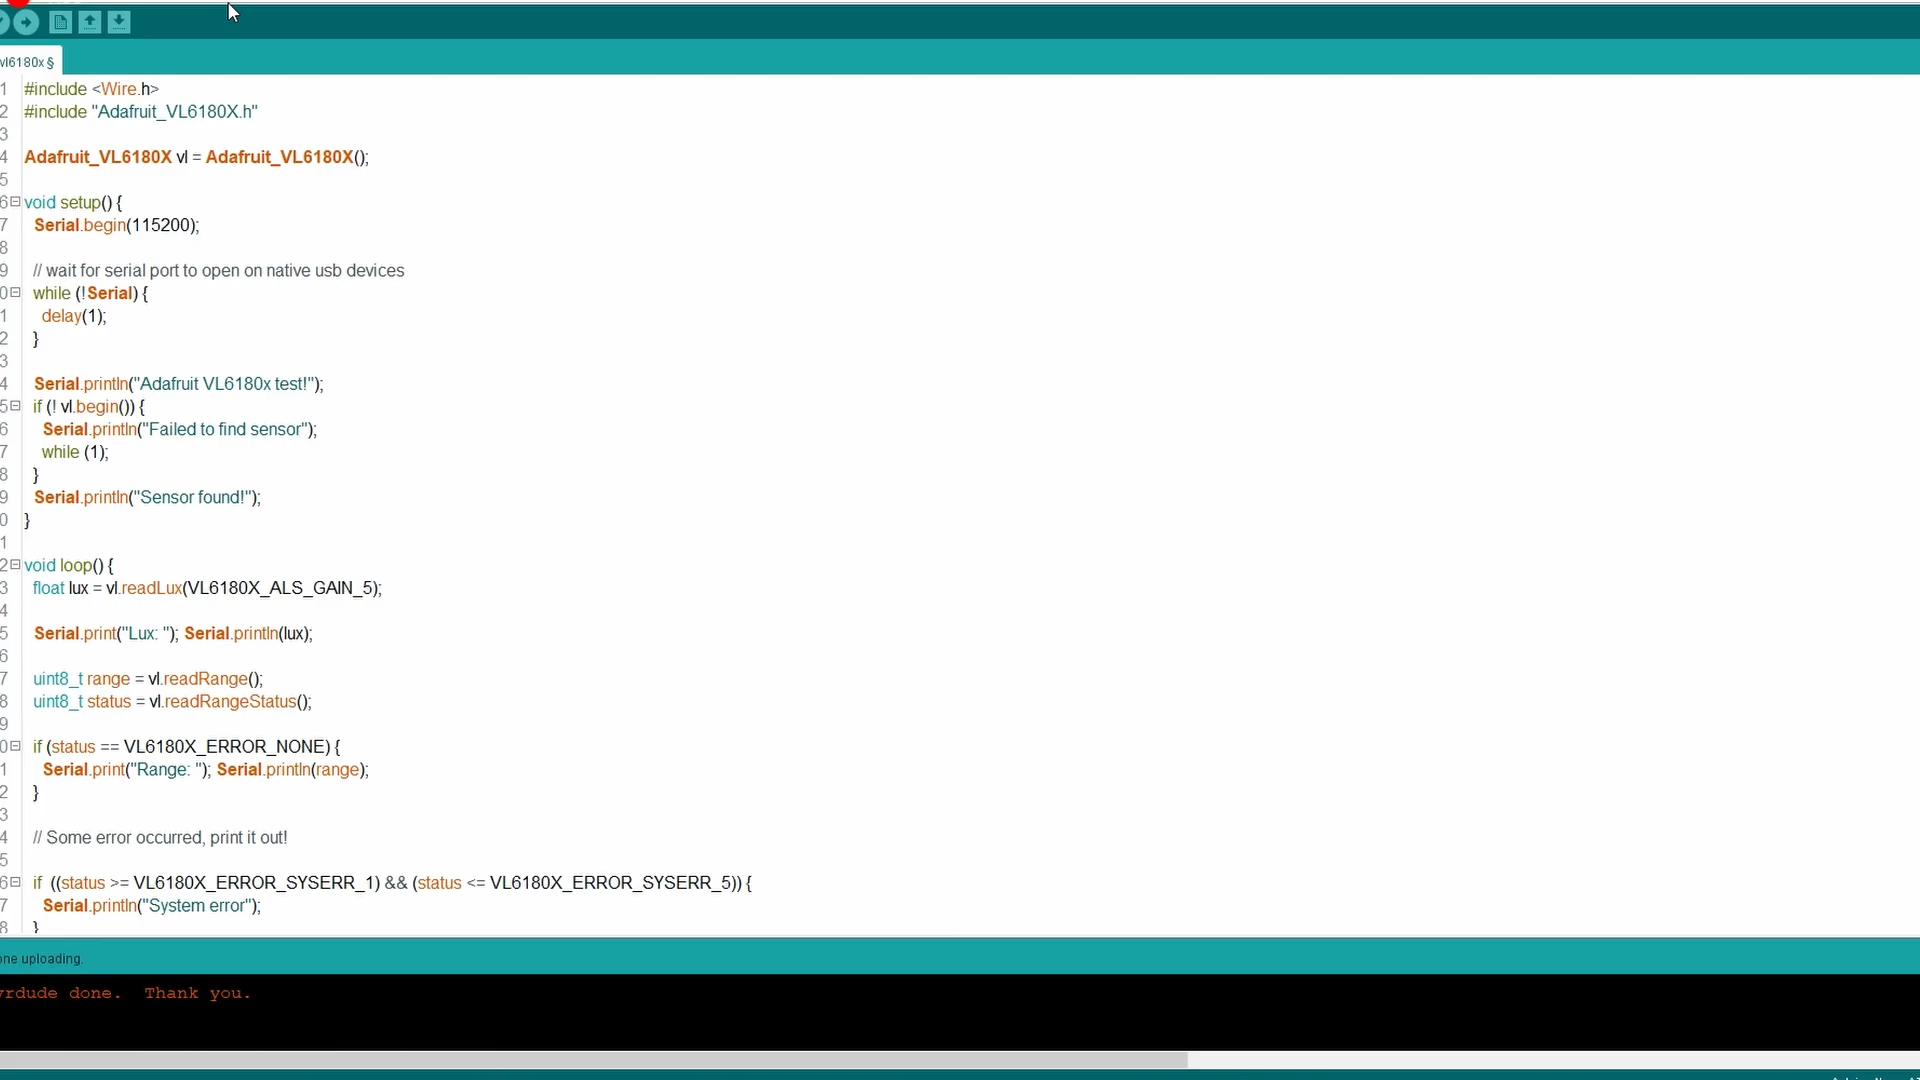 vl6180x §
1 #include <Wire.h>
2 #include "Adafruit_VL6180X.h"
3
4 Adafruit_VL6180X vl = Adafruit_VL6180X();
5
6 void setup() {
7 Serial.begin(115200);
8
9 // wait for serial port to open on native usb devices
0 while (!Serial) {
1 delay(1);
2 }
3
4 Serial.println("Adafruit VL6180x test!");
5 if (! vl.begin()) {
6 Serial.println("Failed to find sensor");
7 while (1);
8 }
9 Serial.println("Sensor found!");
0 }
1
2 void loop() {
3 float lux = vl.readLux(VL6180X_ALS_GAIN_5);
4
5 Serial.print("Lux: "); Serial.println(lux);
6
7 uint8_t range = vl.readRange();
8 uint8_t status = vl.readRangeStatus();
9
0 if (status == VL6180X_ERROR_NONE) {
1 Serial.print("Range: "); Serial.println(range);
2 }
3
4 // Some error occurred, print it out!
5
6 if ((status >= VL6180X_ERROR_SYSERR_1) && (status <= VL6180X_ERROR_SYSERR_5)) {
7 Serial.println("System error");
8 }
one uploading.
vrdude done. Thank you.